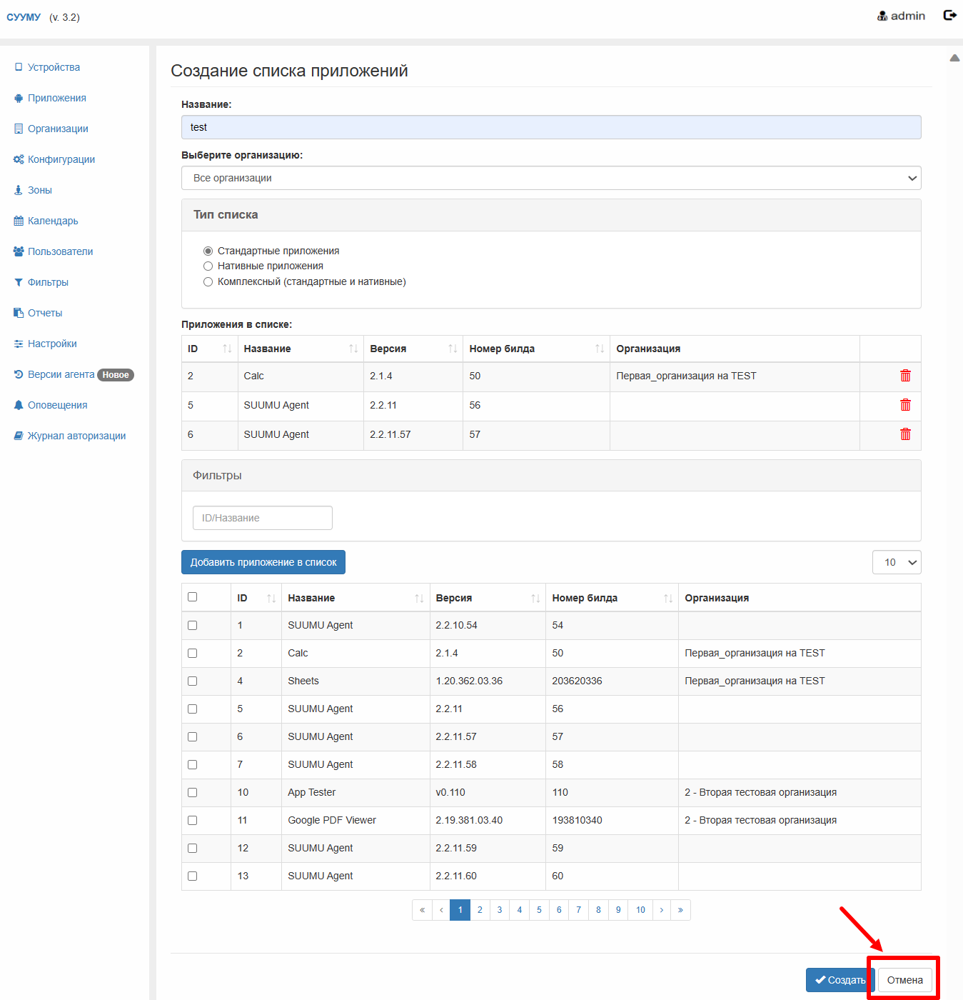 СУУМУ (v. 3.2)
admin
Устройства
Приложения
Организации
Конфигурации
Зоны
Календарь
Пользователи
Фильтры
Отчеты
Настройки
Версии агента Новое
Оповещения
Журнал авторизации
Создание списка приложений
Название:
test
Выберите организацию:
Все организации
Тип списка
Стандартные приложения
Нативные приложения
Комплексный (стандартные и нативные)
Приложения в списке:
ID Название Версия Номер билда Организация
2 Calc 2.1.4 50 Первая_организация на TEST
5 SUUMU Agent 2.2.11 56
6 SUUMU Agent 2.2.11.57 57
Фильтры
ID/Название
Добавить приложение в список 10
ID Название Версия Номер билда Организация
1 SUUMU Agent 2.2.10.54 54
2 Calc 2.1.4 50 Первая_организация на TEST
4 Sheets 1.20.362.03.36 203620336 Первая_организация на TEST
5 SUUMU Agent 2.2.11 56
6 SUUMU Agent 2.2.11.57 57
7 SUUMU Agent 2.2.11.58 58
10 App Tester v0.110 110 2 - Вторая тестовая организация
11 Google PDF Viewer 2.19.381.03.40 193810340 2 - Вторая тестовая организация
12 SUUMU Agent 2.2.11.59 59
13 SUUMU Agent 2.2.11.60 60
« ‹ 1 2 3 4 5 6 7 8 9 10 › »
Создать Отмена